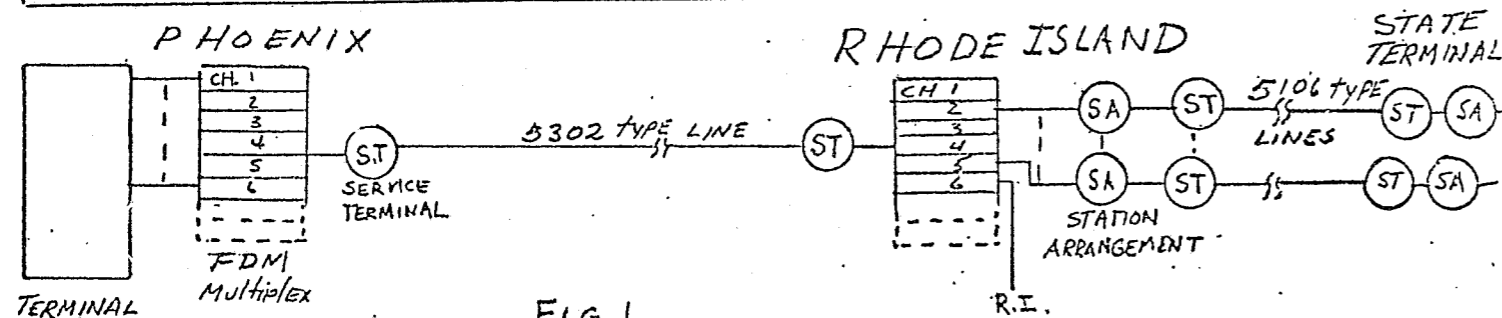 PHOENIX
RHODE ISLAND
STATE
TERMINAL
CH. 1
2
3
4
5
6
S.T
SERVICE
TERMINAL
5302 TYPE LINE
ST
CH 1
2
3
4
5
6
SA
ST
5106 TYPE
LINES
ST
SA
SA
ST
ST
SA
STATION
ARRANGEMENT
FDM
Multiplex
TERMINAL
FIG 1
R.I.